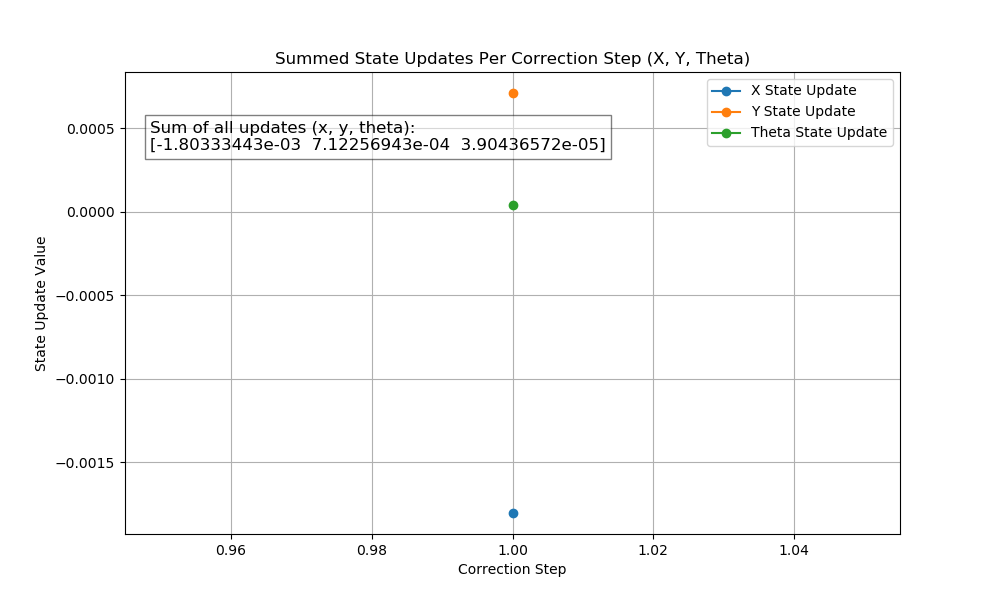 Summed State Updates Per Correction Step (X, Y, Theta)
X State Update
Y State Update
Theta State Update
Sum of all updates (x, y, theta):
[-1.80333443e-03  7.12256943e-04  3.90436572e-05]
State Update Value
0.0005
0.0000
−0.0005
−0.0010
−0.0015
0.96
0.98
1.00
1.02
1.04
Correction Step